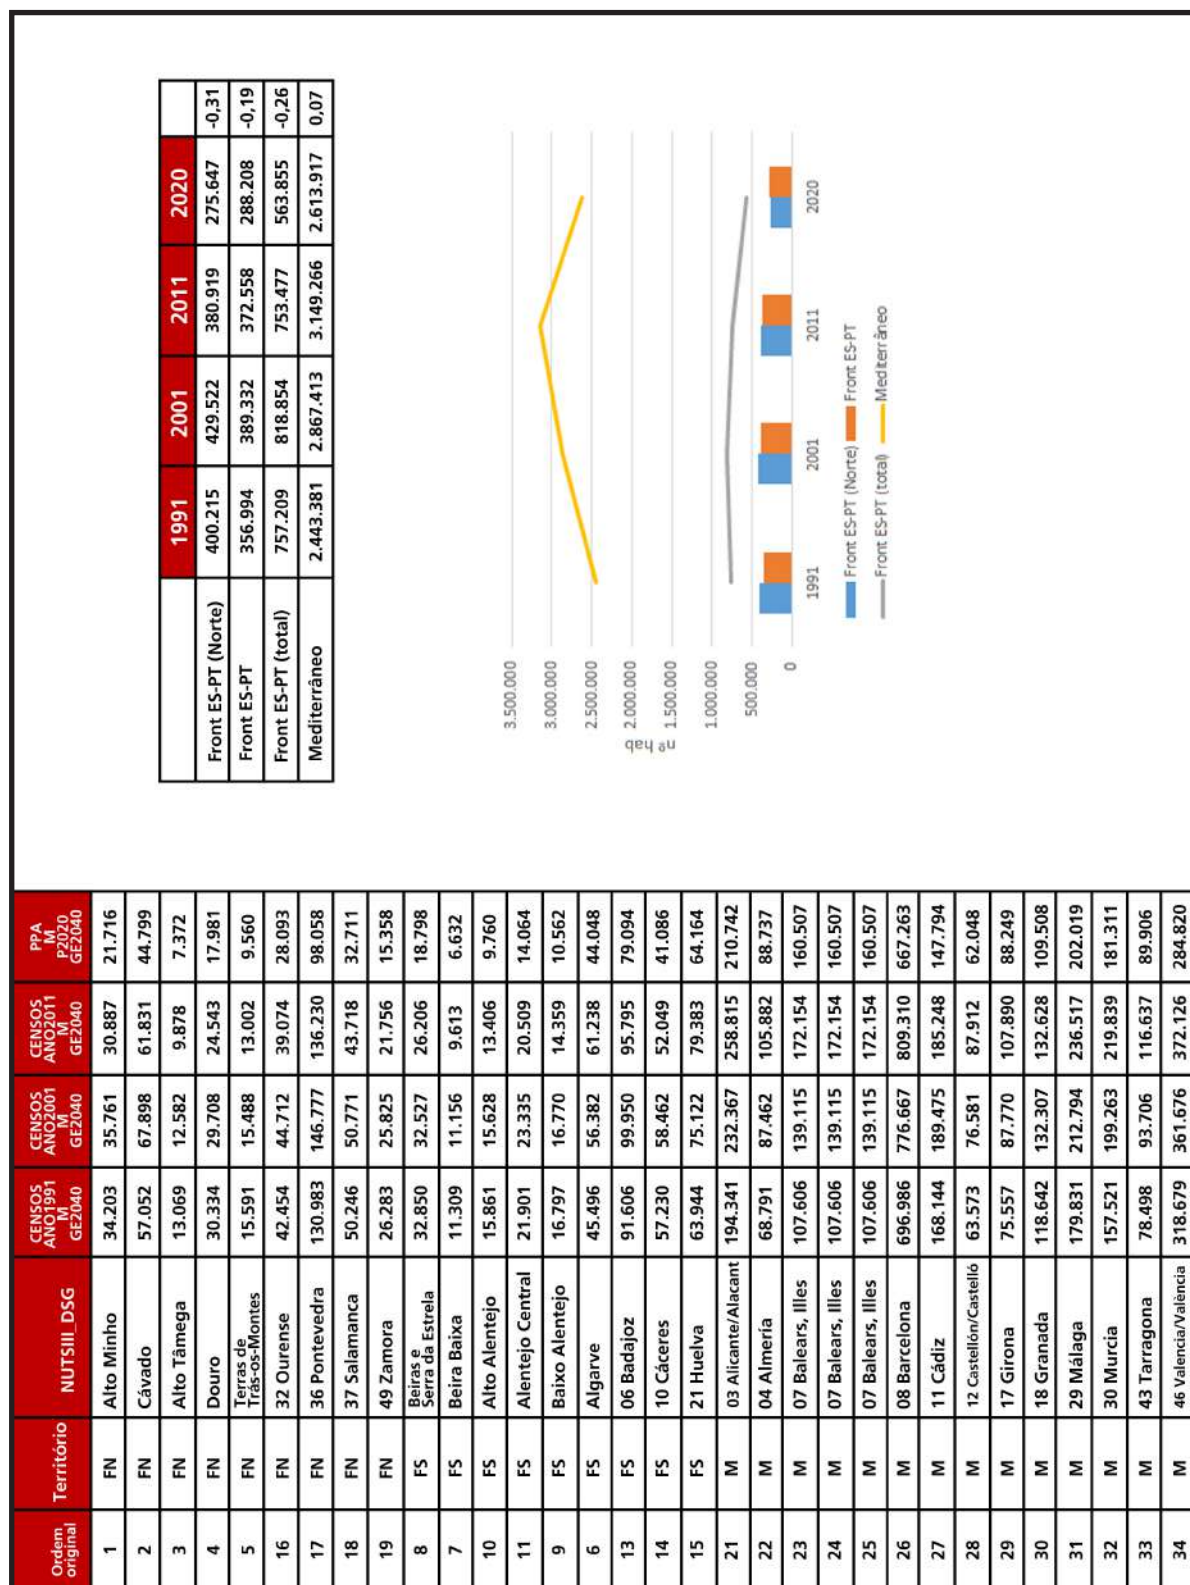 Ordem original | Território | NUTSIII_DSG | CENSOS ANO1991 M GE2040 | CENSOS ANO2001 M GE2040 | CENSOS ANO2011 M GE2040 | PPA M P2020 GE2040
1 | FN | Alto Minho | 34.203 | 35.761 | 30.887 | 21.716
2 | FN | Cávado | 57.052 | 67.898 | 61.831 | 44.799
3 | FN | Alto Tâmega | 13.069 | 12.582 | 9.878 | 7.372
4 | FN | Douro | 30.334 | 29.708 | 24.543 | 17.981
5 | FN | Terras de Trás-os-Montes | 15.591 | 15.488 | 13.002 | 9.560
16 | FN | 32 Ourense | 42.454 | 44.712 | 39.074 | 28.093
17 | FN | 36 Pontevedra | 130.983 | 146.777 | 136.230 | 98.058
18 | FN | 37 Salamanca | 50.246 | 50.771 | 43.718 | 32.711
19 | FN | 49 Zamora | 26.283 | 25.825 | 21.756 | 15.358
8 | FS | Beiras e Serra da Estrela | 32.850 | 32.527 | 26.206 | 18.798
7 | FS | Beira Baixa | 11.309 | 11.156 | 9.613 | 6.632
10 | FS | Alto Alentejo | 15.861 | 15.628 | 13.406 | 9.760
11 | FS | Alentejo Central | 21.901 | 23.335 | 20.509 | 14.064
9 | FS | Baixo Alentejo | 16.797 | 16.770 | 14.359 | 10.562
6 | FS | Algarve | 45.496 | 56.382 | 61.238 | 44.048
13 | FS | 06 Badajoz | 91.606 | 99.950 | 95.795 | 79.094
14 | FS | 10 Cáceres | 57.230 | 58.462 | 52.049 | 41.086
15 | FS | 21 Huelva | 63.944 | 75.122 | 79.383 | 64.164
21 | M | 03 Alicante/Alacant | 194.341 | 232.367 | 258.815 | 210.742
22 | M | 04 Almeria | 68.791 | 87.462 | 105.882 | 88.737
23 | M | 07 Balears, Illes | 107.606 | 139.115 | 172.154 | 160.507
24 | M | 07 Balears, Illes | 107.606 | 139.115 | 172.154 | 160.507
25 | M | 07 Balears, Illes | 107.606 | 139.115 | 172.154 | 160.507
26 | M | 08 Barcelona | 696.986 | 776.667 | 809.310 | 667.263
27 | M | 11 Cádiz | 168.144 | 189.475 | 185.248 | 147.794
28 | M | 12 Castellón/Castelló | 63.573 | 76.581 | 87.912 | 62.048
29 | M | 17 Girona | 75.557 | 87.770 | 107.890 | 88.249
30 | M | 18 Granada | 118.642 | 132.307 | 132.628 | 109.508
31 | M | 29 Málaga | 179.831 | 212.794 | 236.517 | 202.019
32 | M | 30 Murcia | 157.521 | 199.263 | 219.839 | 181.311
33 | M | 43 Tarragona | 78.498 | 93.706 | 116.637 | 89.906
34 | M | 46 Valencia/València | 318.679 | 361.676 | 372.126 | 284.820
1991 | 2001 | 2011 | 2020
Front ES-PT (Norte) | 400.215 | 429.522 | 380.919 | 275.647 | -0,31
Front ES-PT | 356.994 | 389.332 | 372.558 | 288.208 | -0,19
Front ES-PT (total) | 757.209 | 818.854 | 753.477 | 563.855 | -0,26
Mediterrâneo | 2.443.381 | 2.867.413 | 3.149.266 | 2.613.917 | 0,07
nº hab
3.500.000
3.000.000
2.500.000
2.000.000
1.500.000
1.000.000
500.000
0
1991 2001 2011 2020
Front ES-PT (Norte) Front ES-PT
Front ES-PT (total) Mediterrâneo